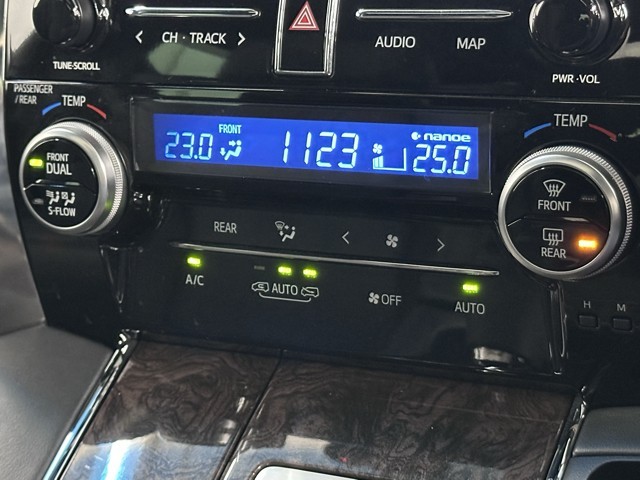 CH · TRACK
AUDIO
MAP
TUNE·SCROLL
PWR·VOL
PASSENGER
/REAR
TEMP
TEMP
FRONT
nanoe
23.0
1123
25.0
FRONT
DUAL
S-FLOW
FRONT
REAR
REAR
A/C
AUTO
OFF
AUTO
H
M